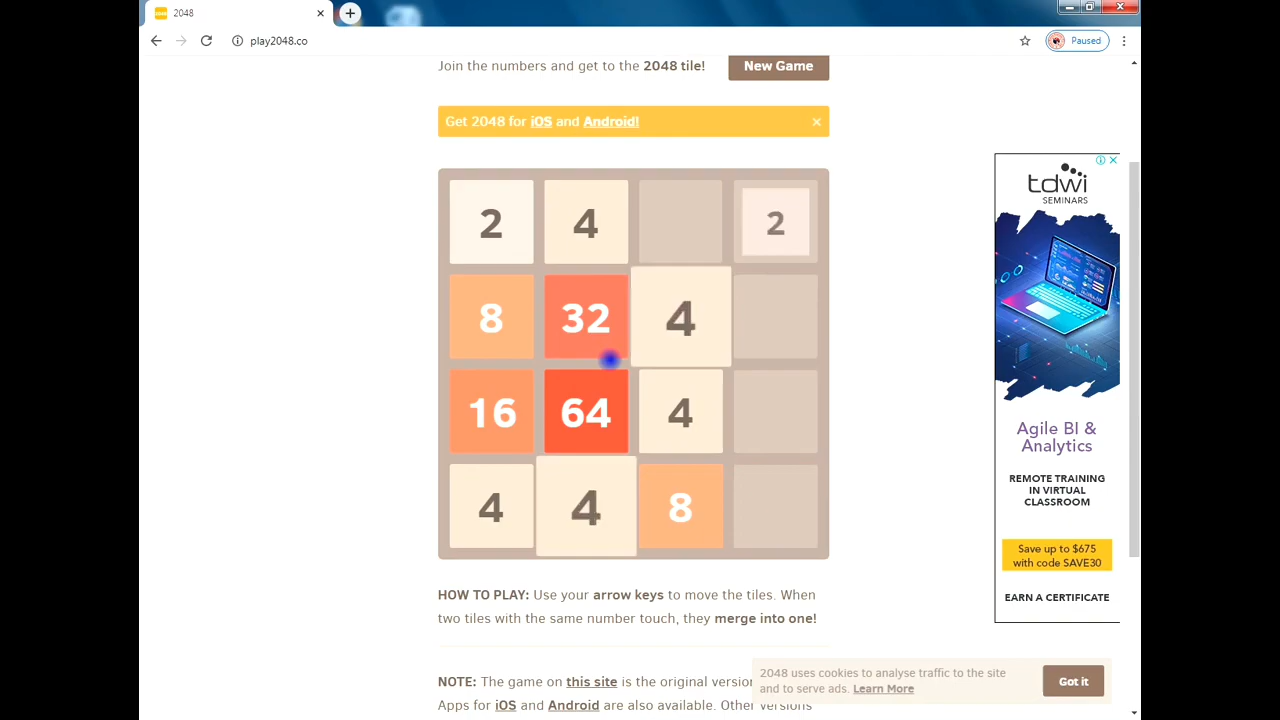 2048
play2048.co
Paused
Join the numbers and get to the 2048 tile!
New Game
Get 2048 for iOS and Android!
2 4 2
8 32 4
16 64 4
4 4 8
HOW TO PLAY: Use your arrow keys to move the tiles. When
two tiles with the same number touch, they merge into one!
NOTE: The game on this site is the original versio
Apps for iOS and Android are also available. Other versions
2048 uses cookies to analyse traffic to the site
and to serve ads. Learn More
Got it
tdwi
SEMINARS
Agile BI &
Analytics
REMOTE TRAINING
IN VIRTUAL
CLASSROOM
Save up to $675
with code SAVE30
EARN A CERTIFICATE